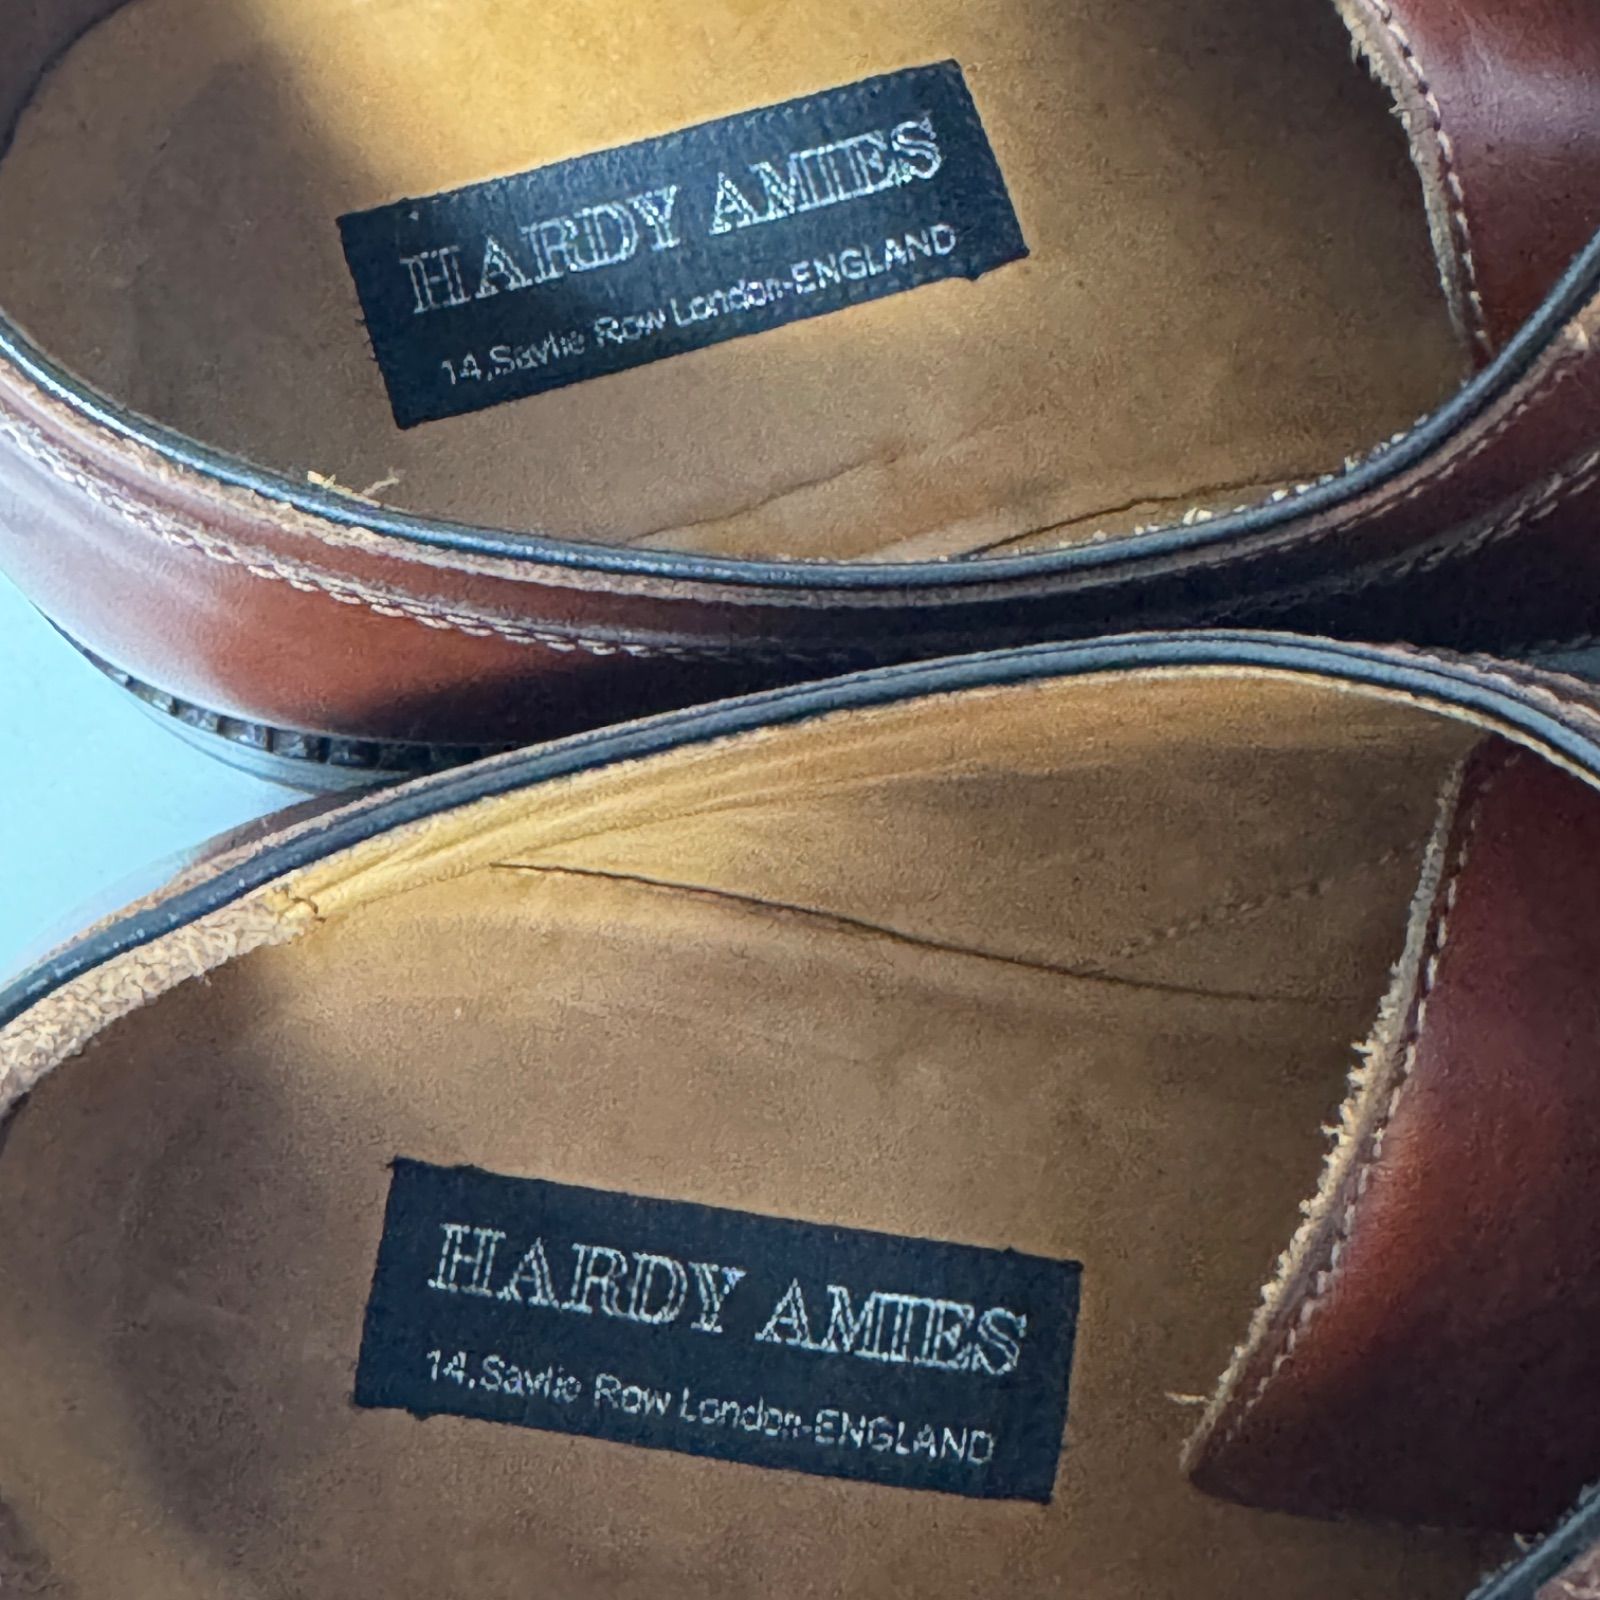 HARDY AMIES
14, Savile Row London-ENGLAND
HARDY AMIES
14, Savile Row London-ENGLAND